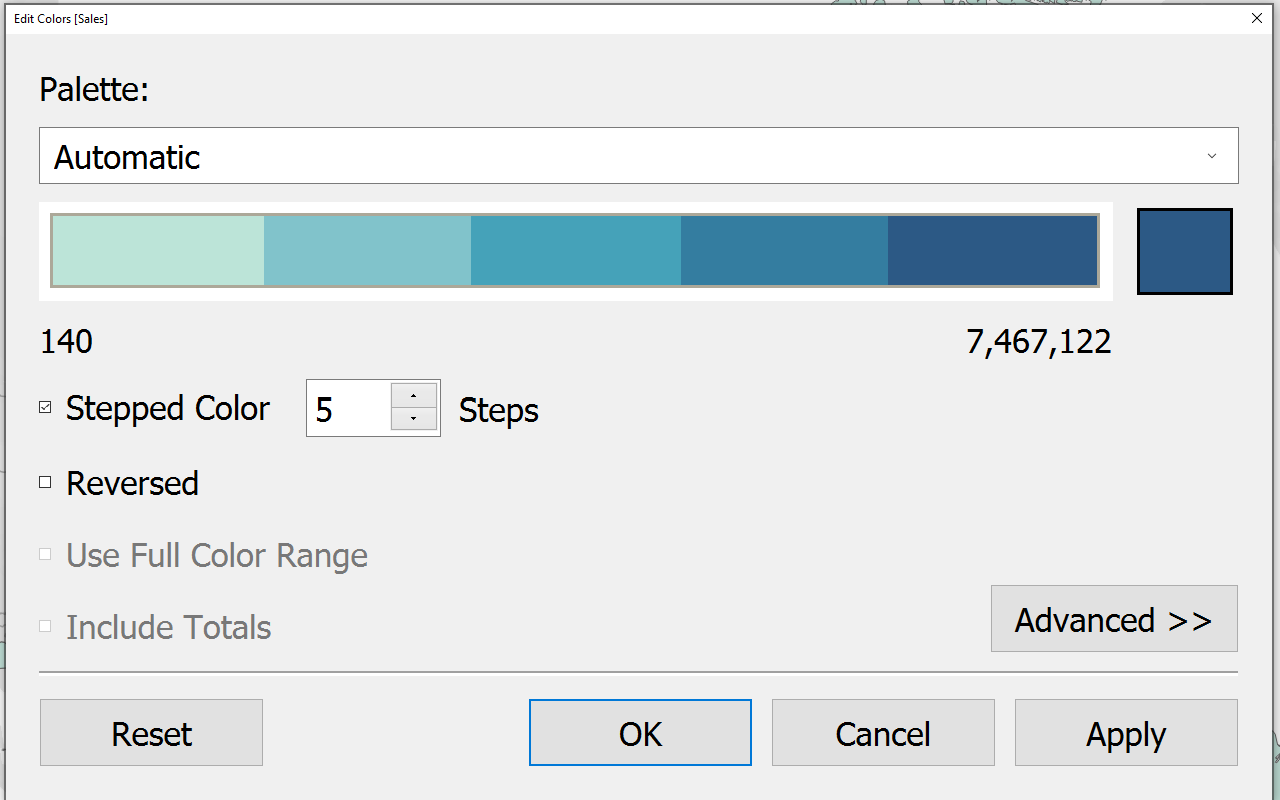 Edit Colors [Sales]
Palette:
Automatic
140 7,467,122
Stepped Color 5 Steps
Reversed
Use Full Color Range
Include Totals
Advanced >>
Reset OK Cancel Apply